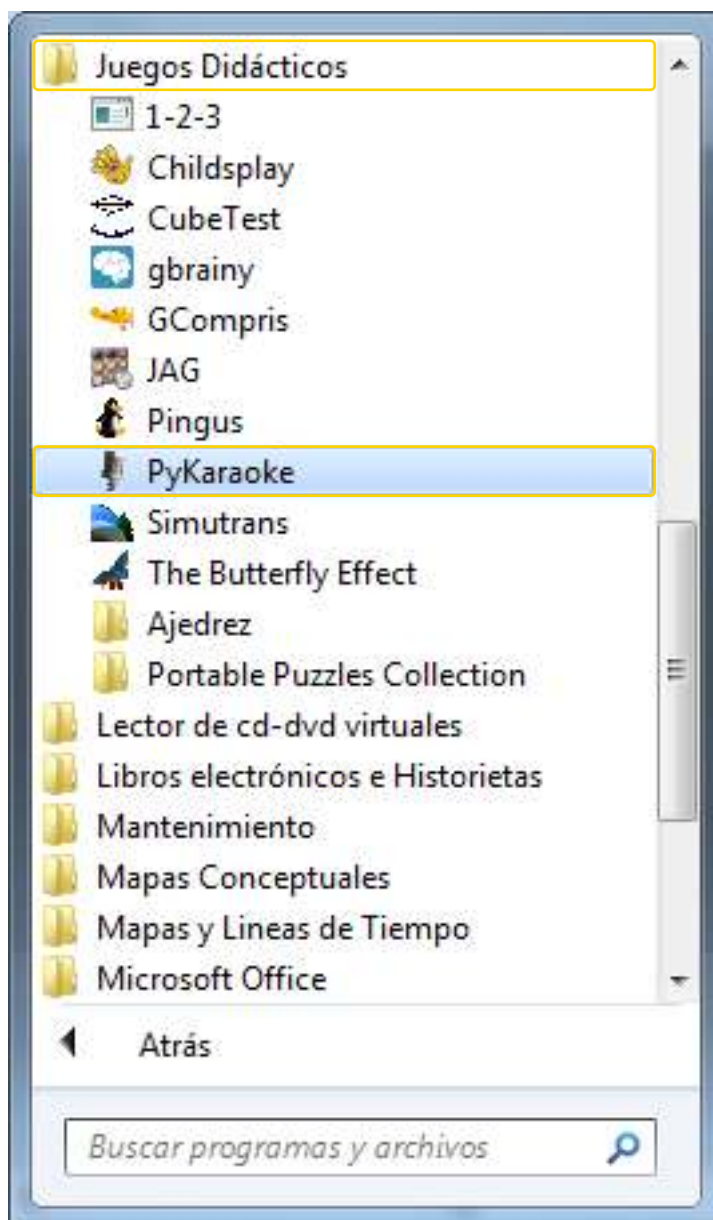 Juegos Didácticos
1-2-3
Childsplay
CubeTest
gbrainy
GCompris
JAG
Pingus
PyKaraoke
Simutrans
The Butterfly Effect
Ajedrez
Portable Puzzles Collection
Lector de cd-dvd virtuales
Libros electrónicos e Historietas
Mantenimiento
Mapas Conceptuales
Mapas y Lineas de Tiempo
Microsoft Office
Atrás
Buscar programas y archivos